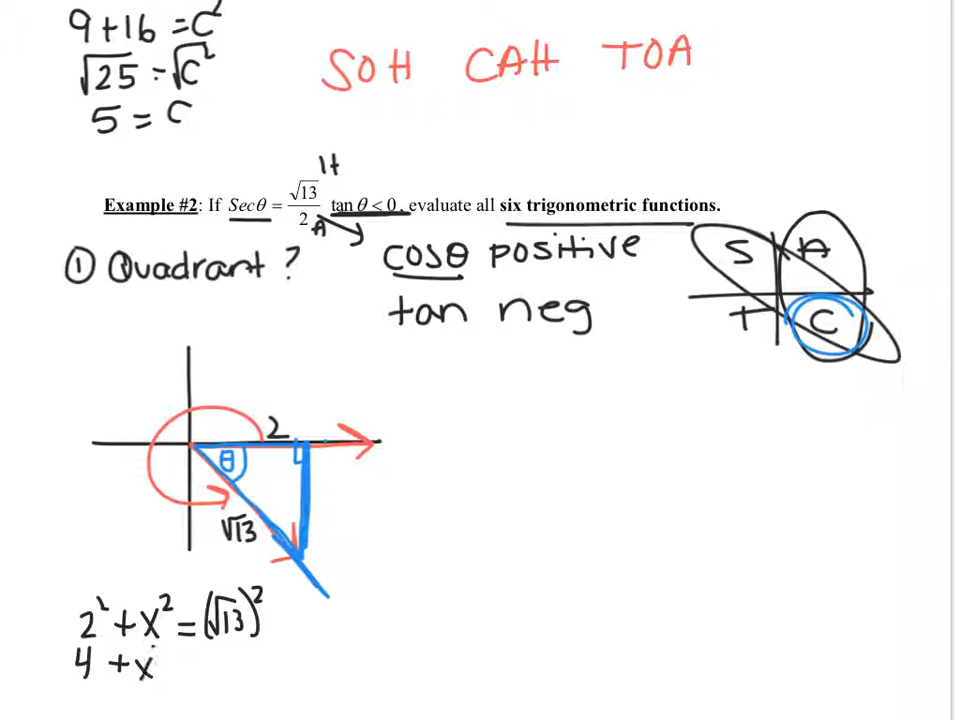 9 + 16 = c²
√25 = √c²
5 = c
SOH CAH TOA
H
Example #2: If Secθ = √13/2 tan θ < 0, evaluate all six trigonometric functions.
A
① Quadrant ?
cosθ positive
tan neg
S A
T C
2
θ
√13
2² + x² = (√13)²
4 + x